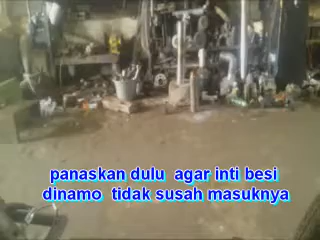 panaskan dulu agar inti besi
dinamo tidak susah masuknya